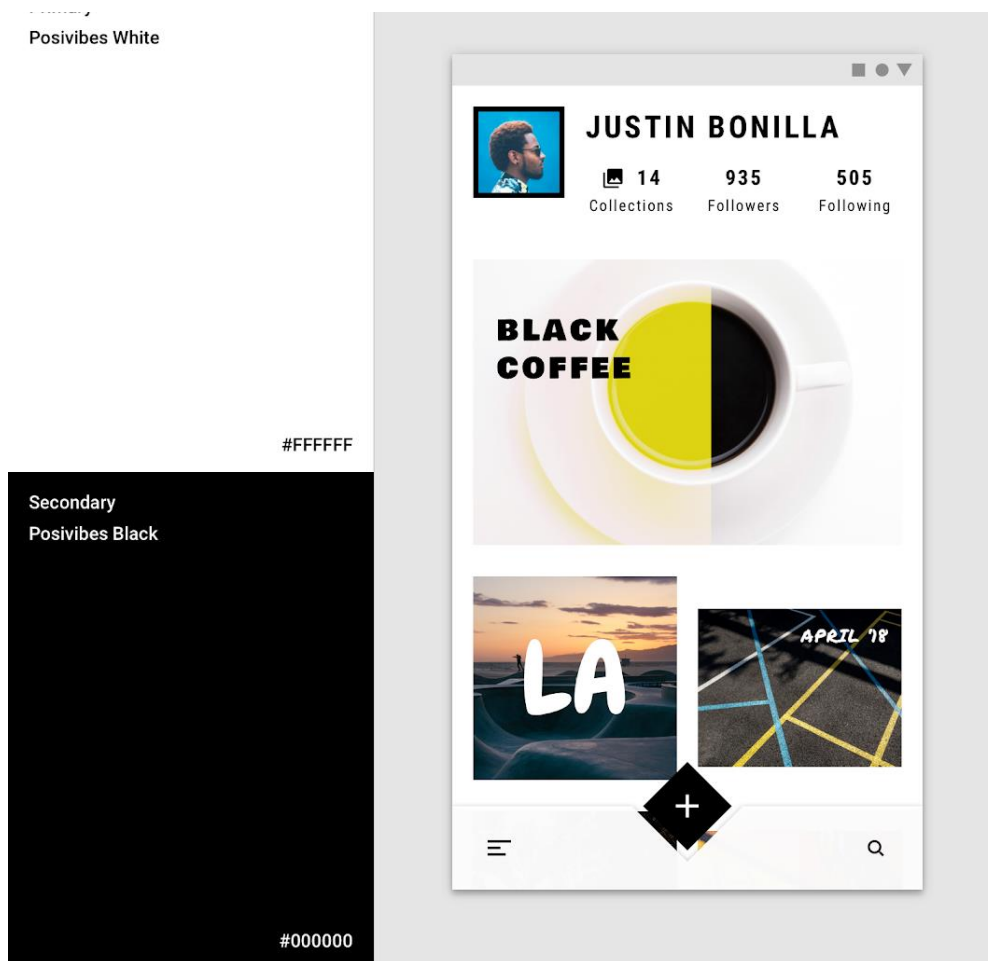 Posivibes White
#FFFFFF
Secondary
Posivibes Black
#000000
JUSTIN BONILLA
14
935
505
Collections
Followers
Following
BLACK
COFFEE
LA
APRIL '18